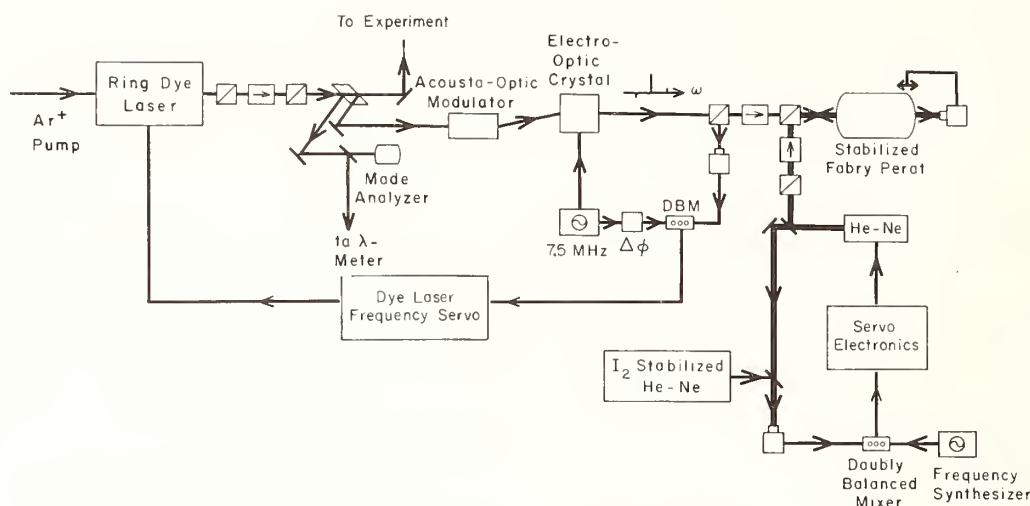 To Experiment
Ring Dye
Laser
Ar+
Pump
Acousta-Optic
Modulator
Electro-
Optic
Crystal
ω
Stabilized
Fabry Perat
Made
Analyzer
ta λ-
Meter
7.5 MHz
Δφ
DBM
He-Ne
Dye Laser
Frequency Servo
Servo
Electronics
I2 Stabilized
He-Ne
Daubly
Balanced
Mixer
Frequency
Synthesizer